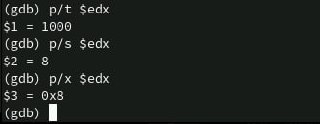 (gdb) p/t $edx
$1 = 1000
(gdb) p/s $edx
$2 = 8
(gdb) p/x $edx
$3 = 0x8
(gdb)